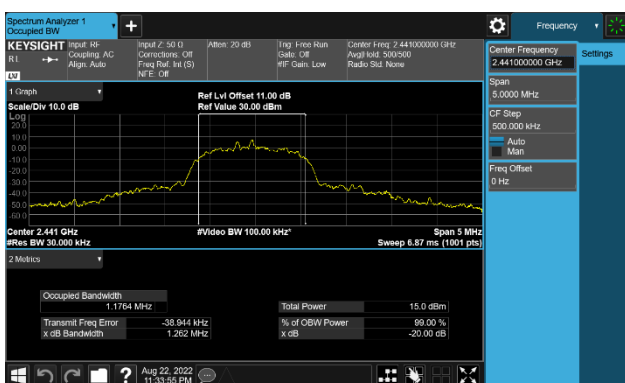 Spectrum Analyzer 1
Occupied BW
+
Frequency
KEYSIGHT
Input: RF
Coupling: AC
Align: Auto
Input Z: 50 Ω
Corrections: Off
Freq Ref: Int (S)
NFE: Off
Atten: 20 dB
Trig: Free Run
Gate: Off
#IF Gain: Low
Center Freq: 2.441000000 GHz
Avg|Hold: 500/500
Radio Std: None
Center Frequency
2.441000000 GHz
Settings
Span
5.0000 MHz
CF Step
500.000 kHz
Auto
Man
Freq Offset
0 Hz
1 Graph
Scale/Div 10.0 dB
Ref Lvl Offset 11.00 dB
Ref Value 30.00 dBm
Log
20.0
10.0
0.00
-10.0
-20.0
-30.0
-40.0
-50.0
-60.0
Center 2.441 GHz
#Res BW 30.000 kHz
#Video BW 100.00 kHz*
Span 5 MHz
Sweep 6.87 ms (1001 pts)
2 Metrics
Occupied Bandwidth
1.1764 MHz
Total Power 15.0 dBm
Transmit Freq Error -38.944 kHz
% of OBW Power 99.00 %
x dB Bandwidth 1.262 MHz
x dB -20.00 dB
?
Aug 22, 2022
11:33:55 PM